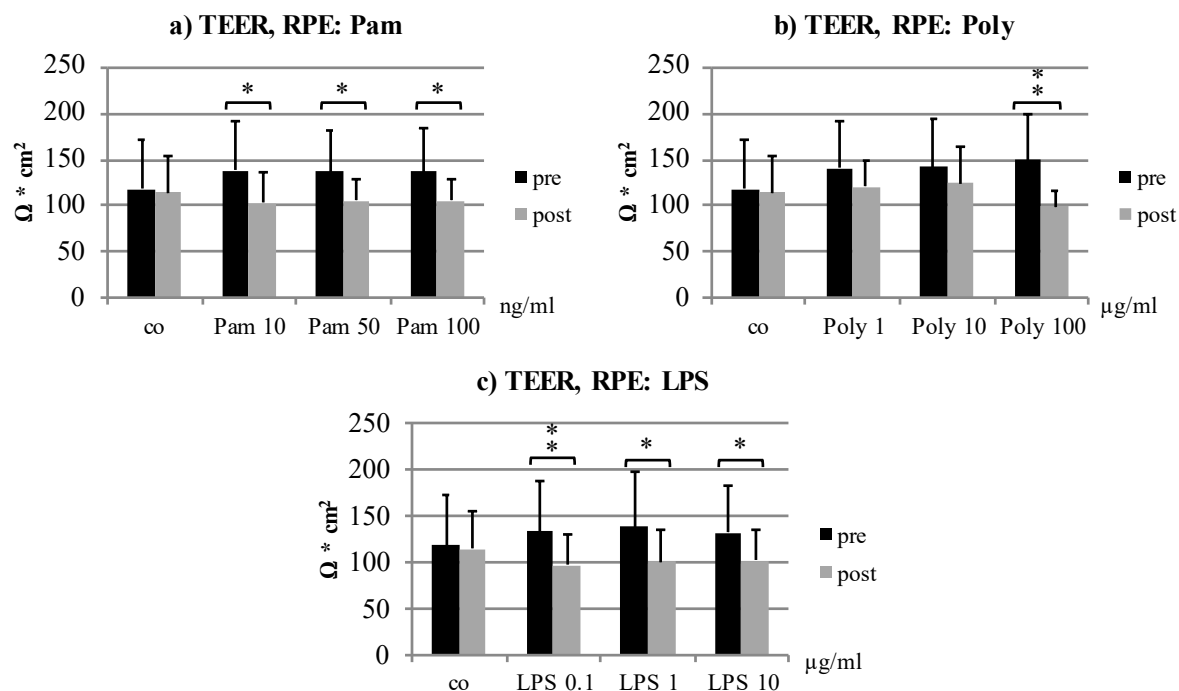 a) TEER, RPE: Pam
250
200
150
100
50
0
Ω * cm²
*
*
*
pre
post
co
Pam 10
Pam 50
Pam 100
ng/ml
b) TEER, RPE: Poly
250
200
150
100
50
0
Ω * cm²
*
*
pre
post
co
Poly 1
Poly 10
Poly 100
µg/ml
c) TEER, RPE: LPS
250
200
150
100
50
0
Ω * cm²
*
*
*
*
pre
post
co
LPS 0.1
LPS 1
LPS 10
µg/ml